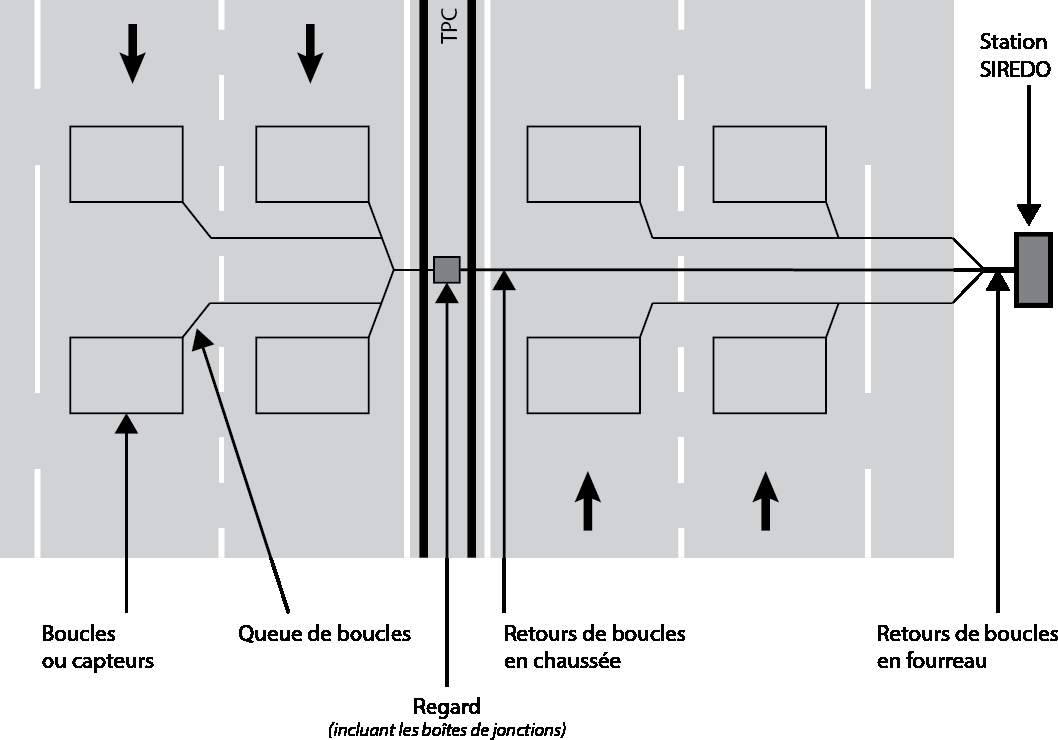 TPC
Station
SIREDO
Boucles
ou capteurs
Queue de boucles
Retours de boucles
en chaussée
Retours de boucles
en fourreau
Regard
(incluant les boîtes de jonctions)